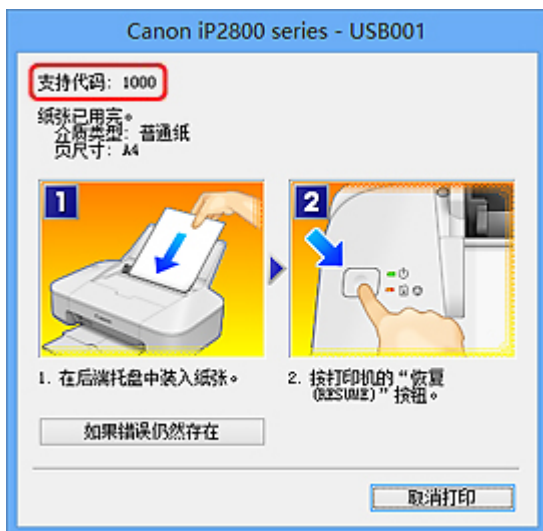 Canon iP2800 series - USB001
支持代码: 1000
纸张已用完。
介质类型: 普通纸
页尺寸: A4
1
2
1. 在后端托盘中装入纸张。
2. 按打印机的“恢复
(RESUME)”按钮。
如果错误仍然存在
取消打印